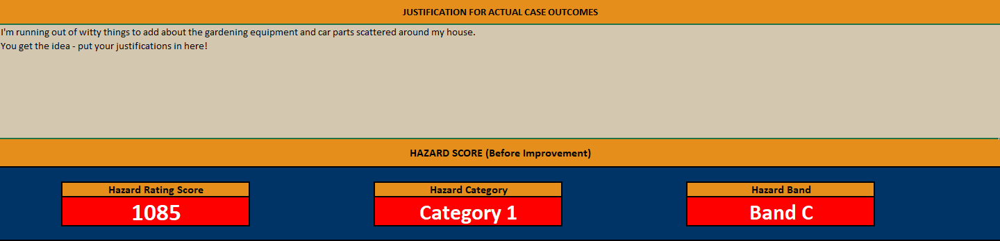 JUSTIFICATION FOR ACTUAL CASE OUTCOMES
I'm running out of witty things to add about the gardening equipment and car parts scattered around my house.
You get the idea - put your justifications in here!
HAZARD SCORE (Before Improvement)
Hazard Rating Score
1085
Hazard Category
Category 1
Hazard Band
Band C